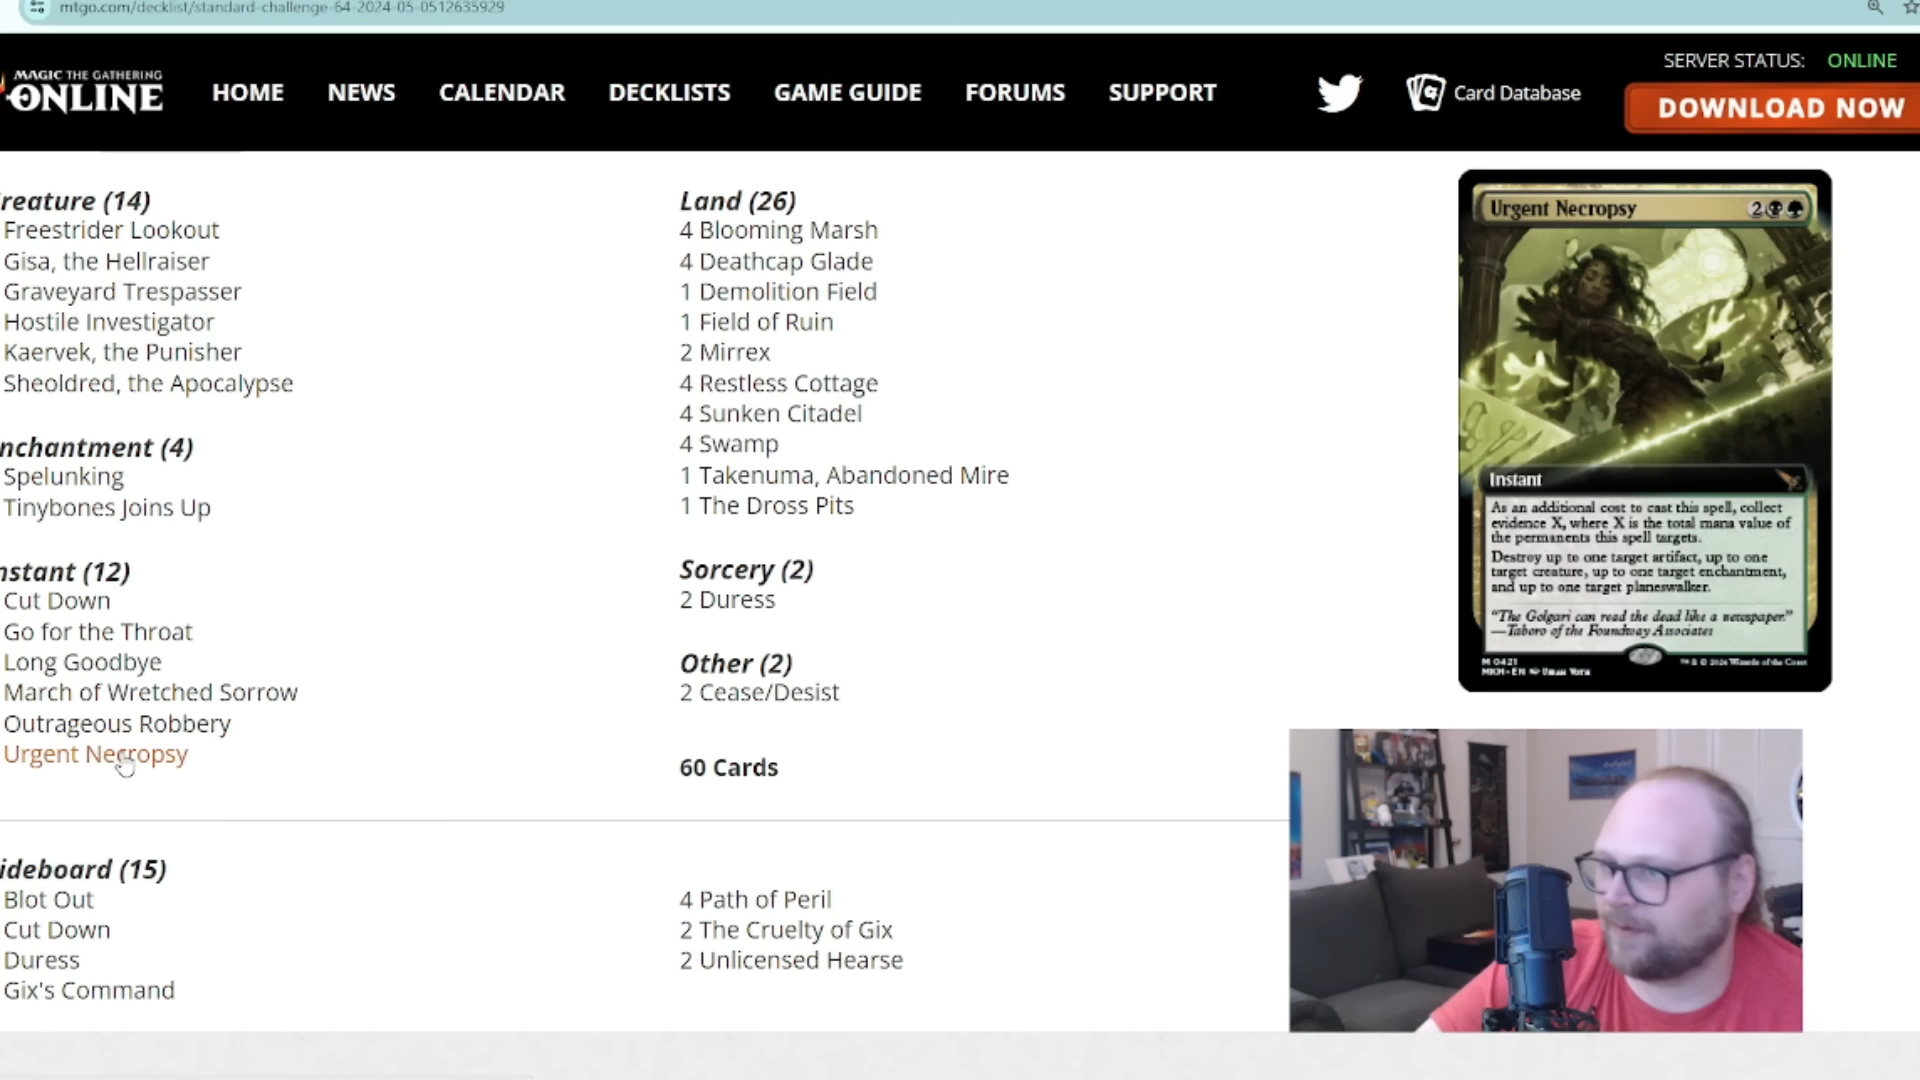 mtgo.com/decklist/standard-challenge-64-2024-05-0512635929
MAGIC THE GATHERING
ONLINE
HOME
NEWS
CALENDAR
DECKLISTS
GAME GUIDE
FORUMS
SUPPORT
Card Database
SERVER STATUS: ONLINE
DOWNLOAD NOW
reature (14)
Freestrider Lookout
Gisa, the Hellraiser
Graveyard Trespasser
Hostile Investigator
Kaervek, the Punisher
Sheoldred, the Apocalypse
nchantment (4)
Spelunking
Tinybones Joins Up
nstant (12)
Cut Down
Go for the Throat
Long Goodbye
March of Wretched Sorrow
Outrageous Robbery
Urgent Necropsy
Land (26)
4 Blooming Marsh
4 Deathcap Glade
1 Demolition Field
1 Field of Ruin
2 Mirrex
4 Restless Cottage
4 Sunken Citadel
4 Swamp
1 Takenuma, Abandoned Mire
1 The Dross Pits
Sorcery (2)
2 Duress
Other (2)
2 Cease/Desist
60 Cards
ideboard (15)
Blot Out
Cut Down
Duress
Gix's Command
4 Path of Peril
2 The Cruelty of Gix
2 Unlicensed Hearse
Urgent Necropsy 2
Instant
As an additional cost to cast this spell, collect
evidence X, where X is the total mana value of
the permanents this spell targets.
Destroy up to one target artifact, up to one
target creature, up to one target enchantment,
and up to one target planeswalker.
"The Golgari can read the dead like a newspaper."
—Taboro of the Foundway Associates
M 0421
MKM • EN
™ & © 2024 Wizards of the Coast